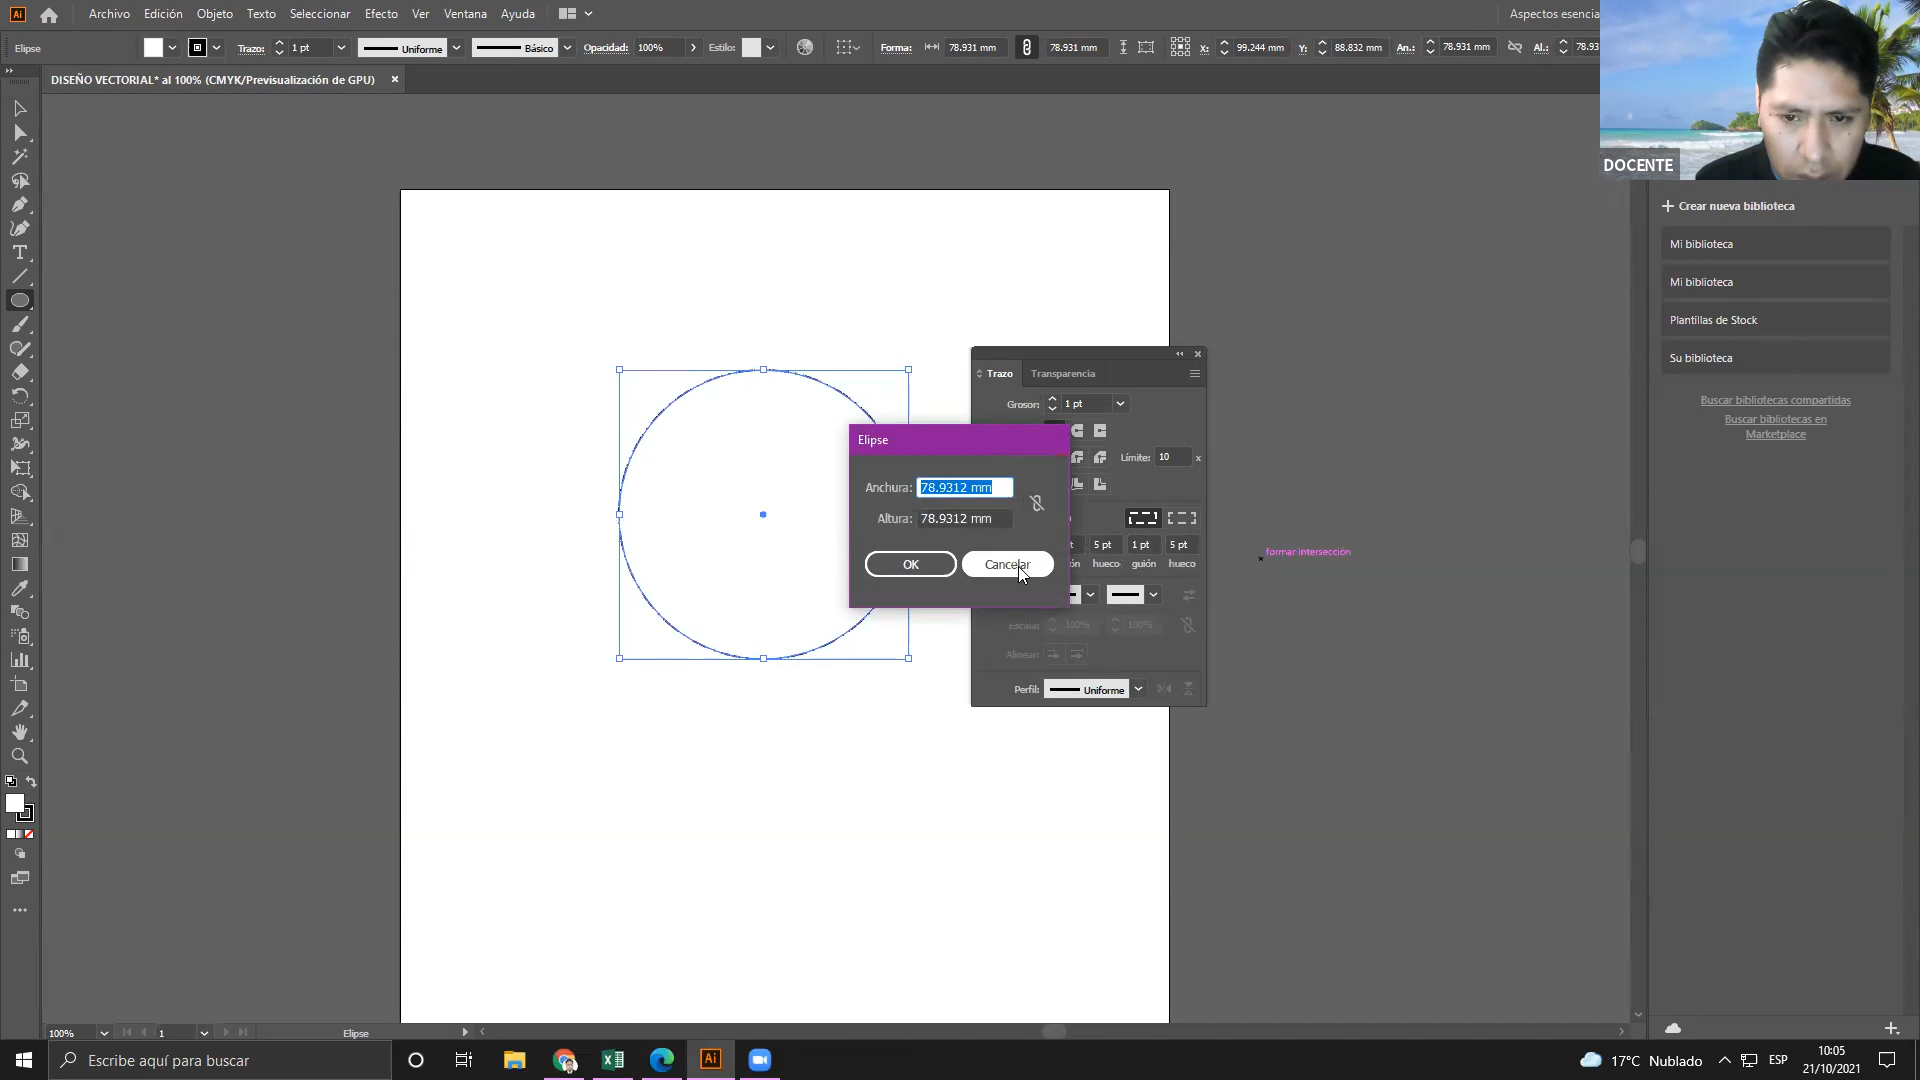 Ai Archivo Edición Objeto Texto Seleccionar Efecto Ver Ventana Ayuda Aspectos esencia
Elipse Trazo: 1 pt Uniforme Básico Opacidad: 100% Estilo: Forma: 78.931 mm 78.931 mm X: 99.244 mm Y: 88.832 mm An.: 78.931 mm Al.: 78.93
DISEÑO VECTORIAL* al 100% (CMYK/Previsualización de GPU) ×
DOCENTE
Crear nueva biblioteca
Mi biblioteca
Mi biblioteca
Plantillas de Stock
Su biblioteca
Buscar bibliotecas compartidas
Buscar bibliotecas en
Marketplace
Trazo Transparencia
Grosor: 1 pt
Límite: 10 x
5 pt 1 pt 5 pt
hueco guión hueco
Escala: 100% 100%
Alinear:
Perfil: Uniforme
Elipse
Anchura: 78.9312 mm
Altura: 78.9312 mm
OK Cancelar
formar intersección
100% 1 Elipse
Escribe aquí para buscar
Ai
17°C Nublado ESP
10:05
21/10/2021